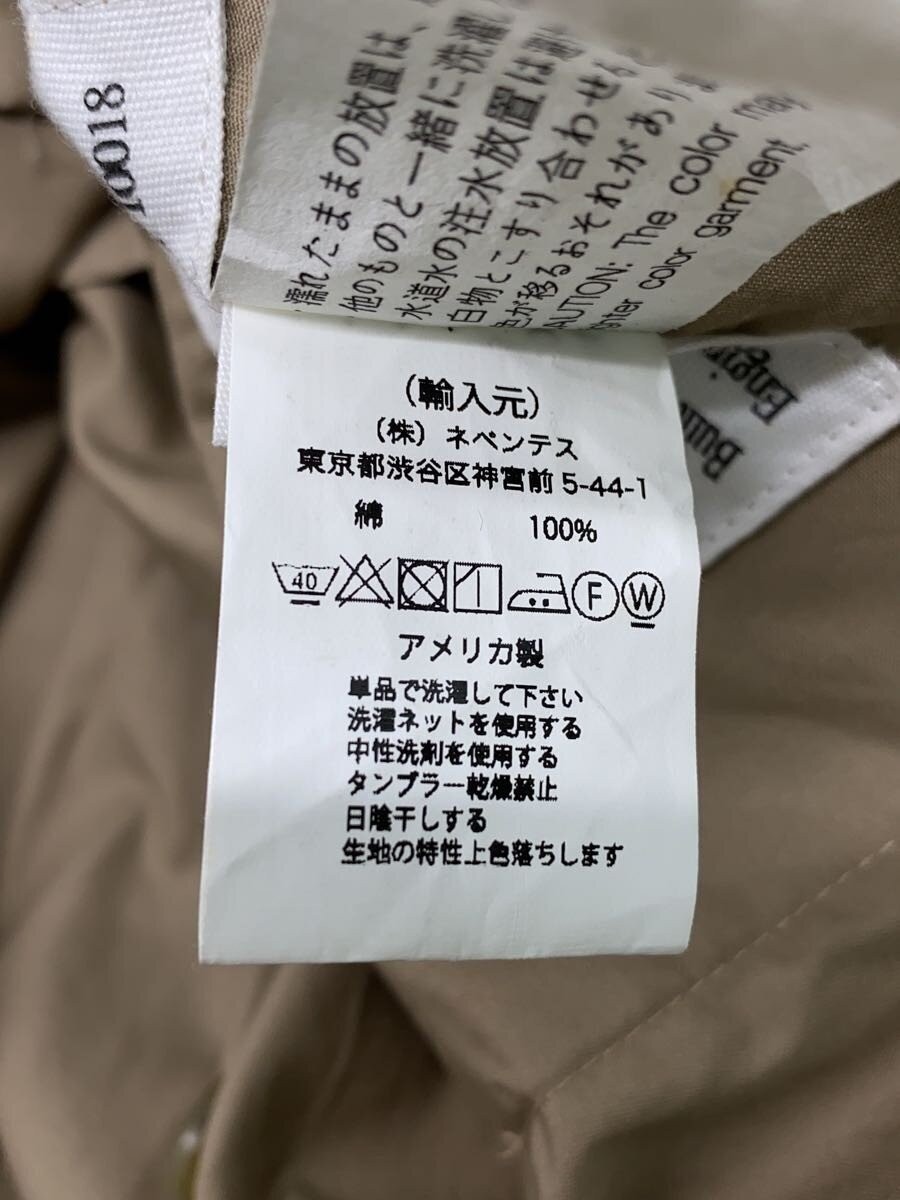 10018
濡れたままの放置は、
他のものと一緒に洗濯
水道水の注水放置は
白物とこすり合わせる
色が移るおそれがありま
CAUTION: The color may
lighter color garment.
(輸入元)
(株) ネペンテス
東京都渋谷区神宮前 5-44-1
綿 100%
40 F W
アメリカ製
単品で洗濯して下さい
洗濯ネットを使用する
中性洗剤を使用する
タンブラー乾燥禁止
日陰干しする
生地の特性上色落ちします
Engi